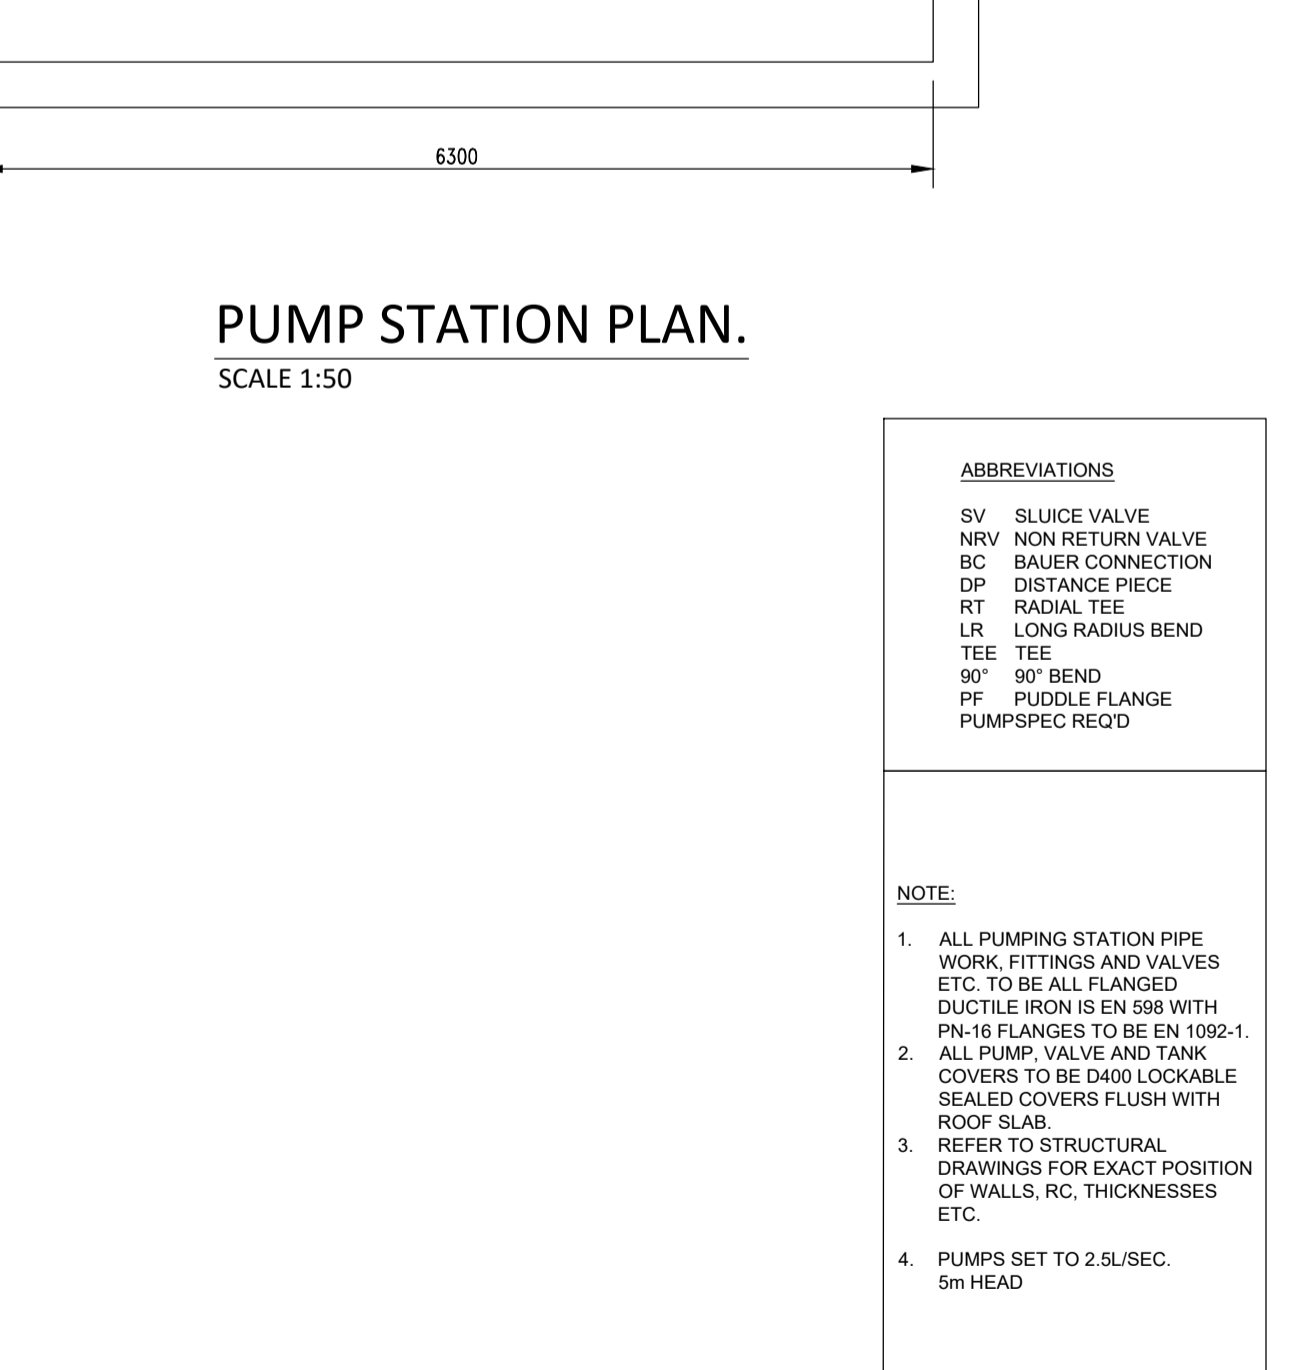 6300
PUMP STATION PLAN.
SCALE 1:50
ABBREVIATIONS
SV SLUICE VALVE
NRV NON RETURN VALVE
BC BAUER CONNECTION
DP DISTANCE PIECE
RT RADIAL TEE
LR LONG RADIUS BEND
TEE TEE
90° 90° BEND
PF PUDDLE FLANGE
PUMPSPEC REQ'D
NOTE:
1. ALL PUMPING STATION PIPE
WORK, FITTINGS AND VALVES
ETC. TO BE ALL FLANGED
DUCTILE IRON IS EN 598 WITH
PN-16 FLANGES TO BE EN 1092-1.
2. ALL PUMP, VALVE AND TANK
COVERS TO BE D400 LOCKABLE
SEALED COVERS FLUSH WITH
ROOF SLAB.
3. REFER TO STRUCTURAL
DRAWINGS FOR EXACT POSITION
OF WALLS, RC, THICKNESSES
ETC.
4. PUMPS SET TO 2.5L/SEC.
5m HEAD